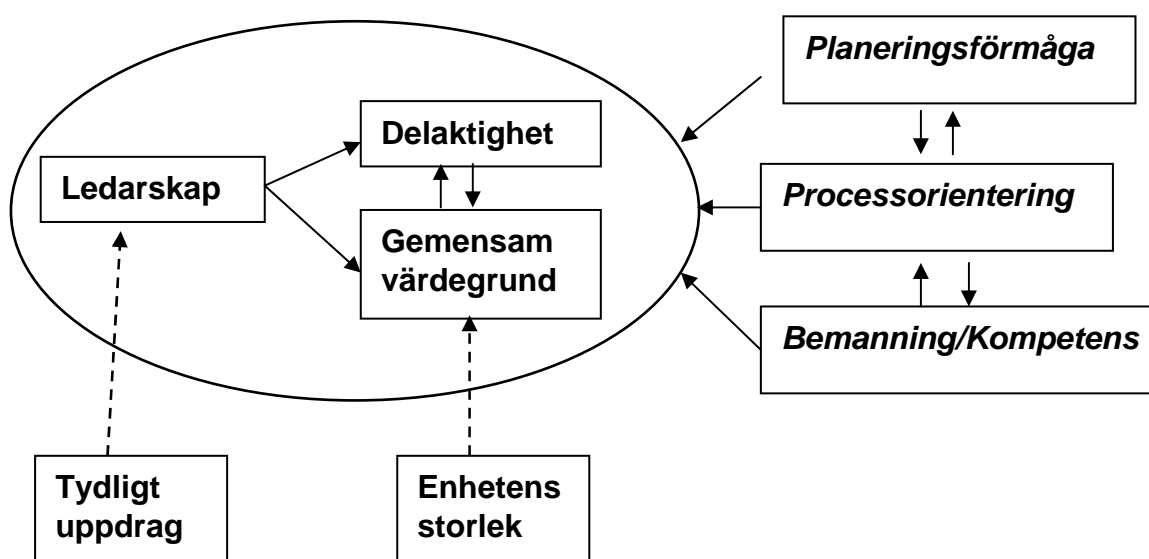 Planeringsförmåga
Delaktighet
Ledarskap
Processorientering
Gemensam
värdegrund
Bemanning/Kompetens
Tydligt
uppdrag
Enhetens
storlek